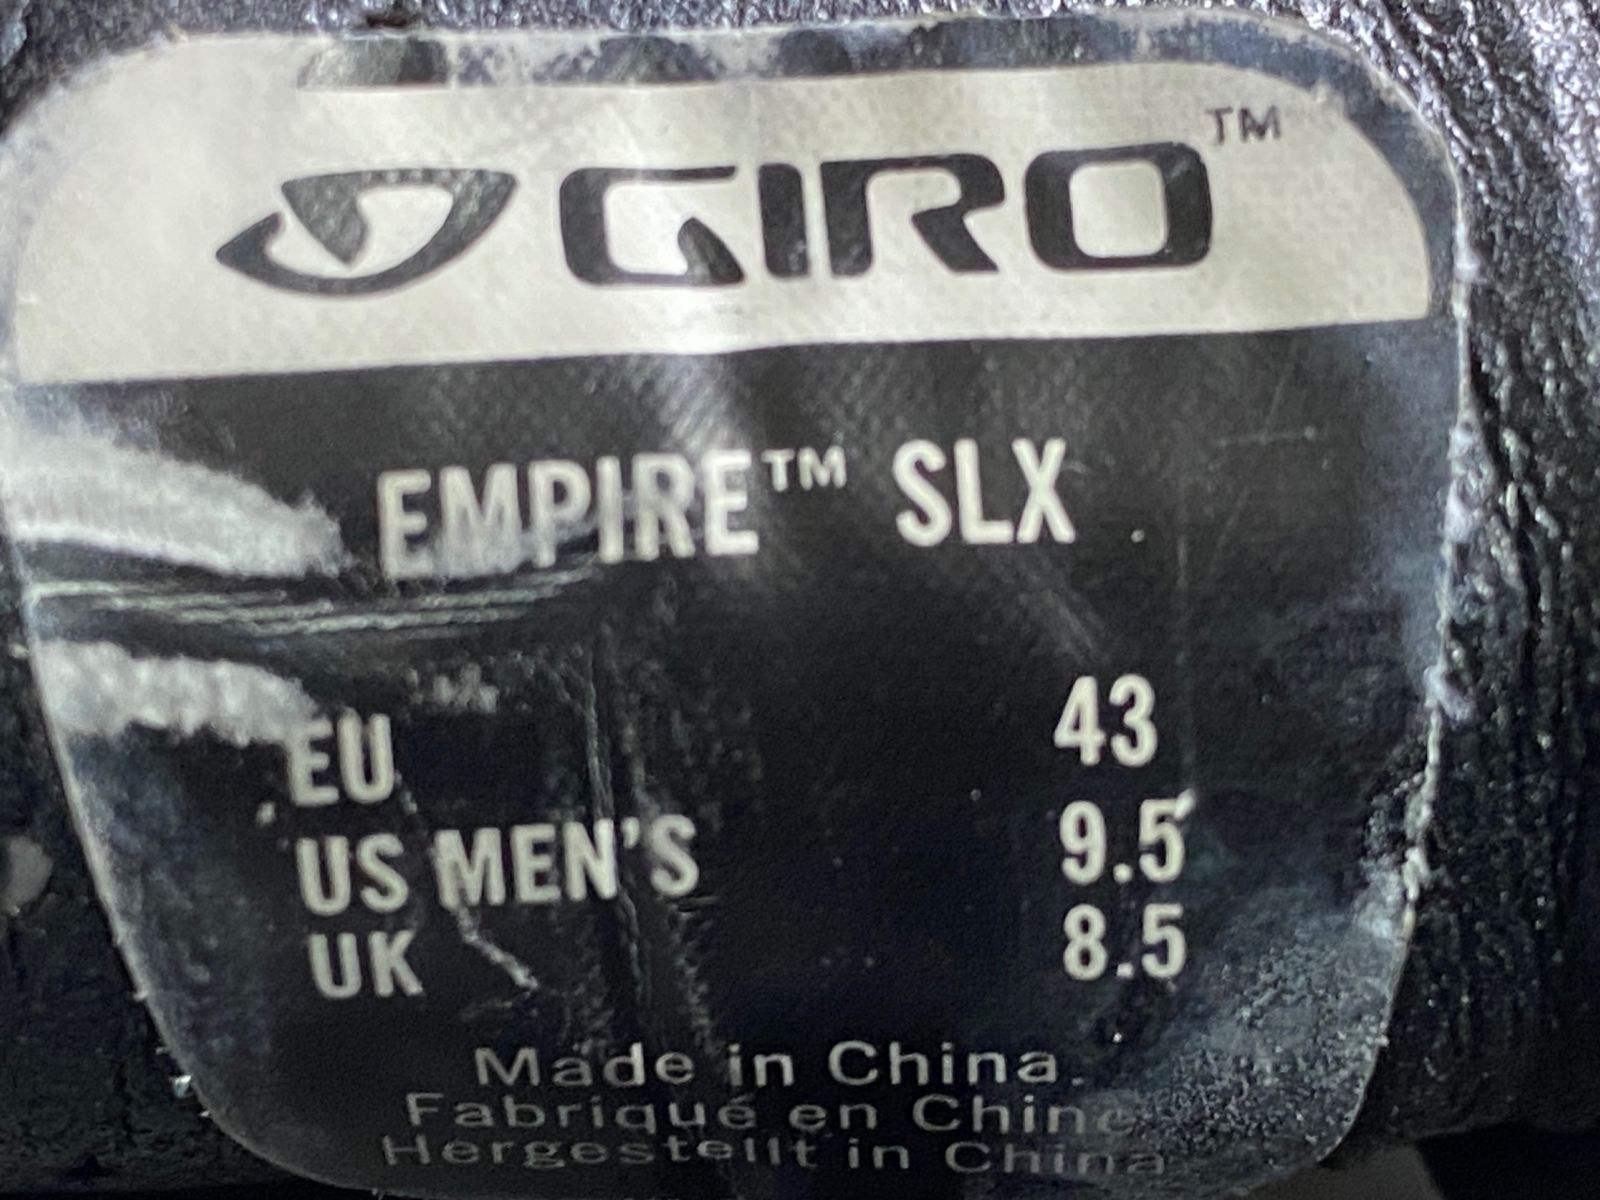 GIRO™
EMPIRE™ SLX
EU 43
US MEN'S 9.5
UK 8.5
Made in China.
Fabriqué en Chine
Hergestellt in China